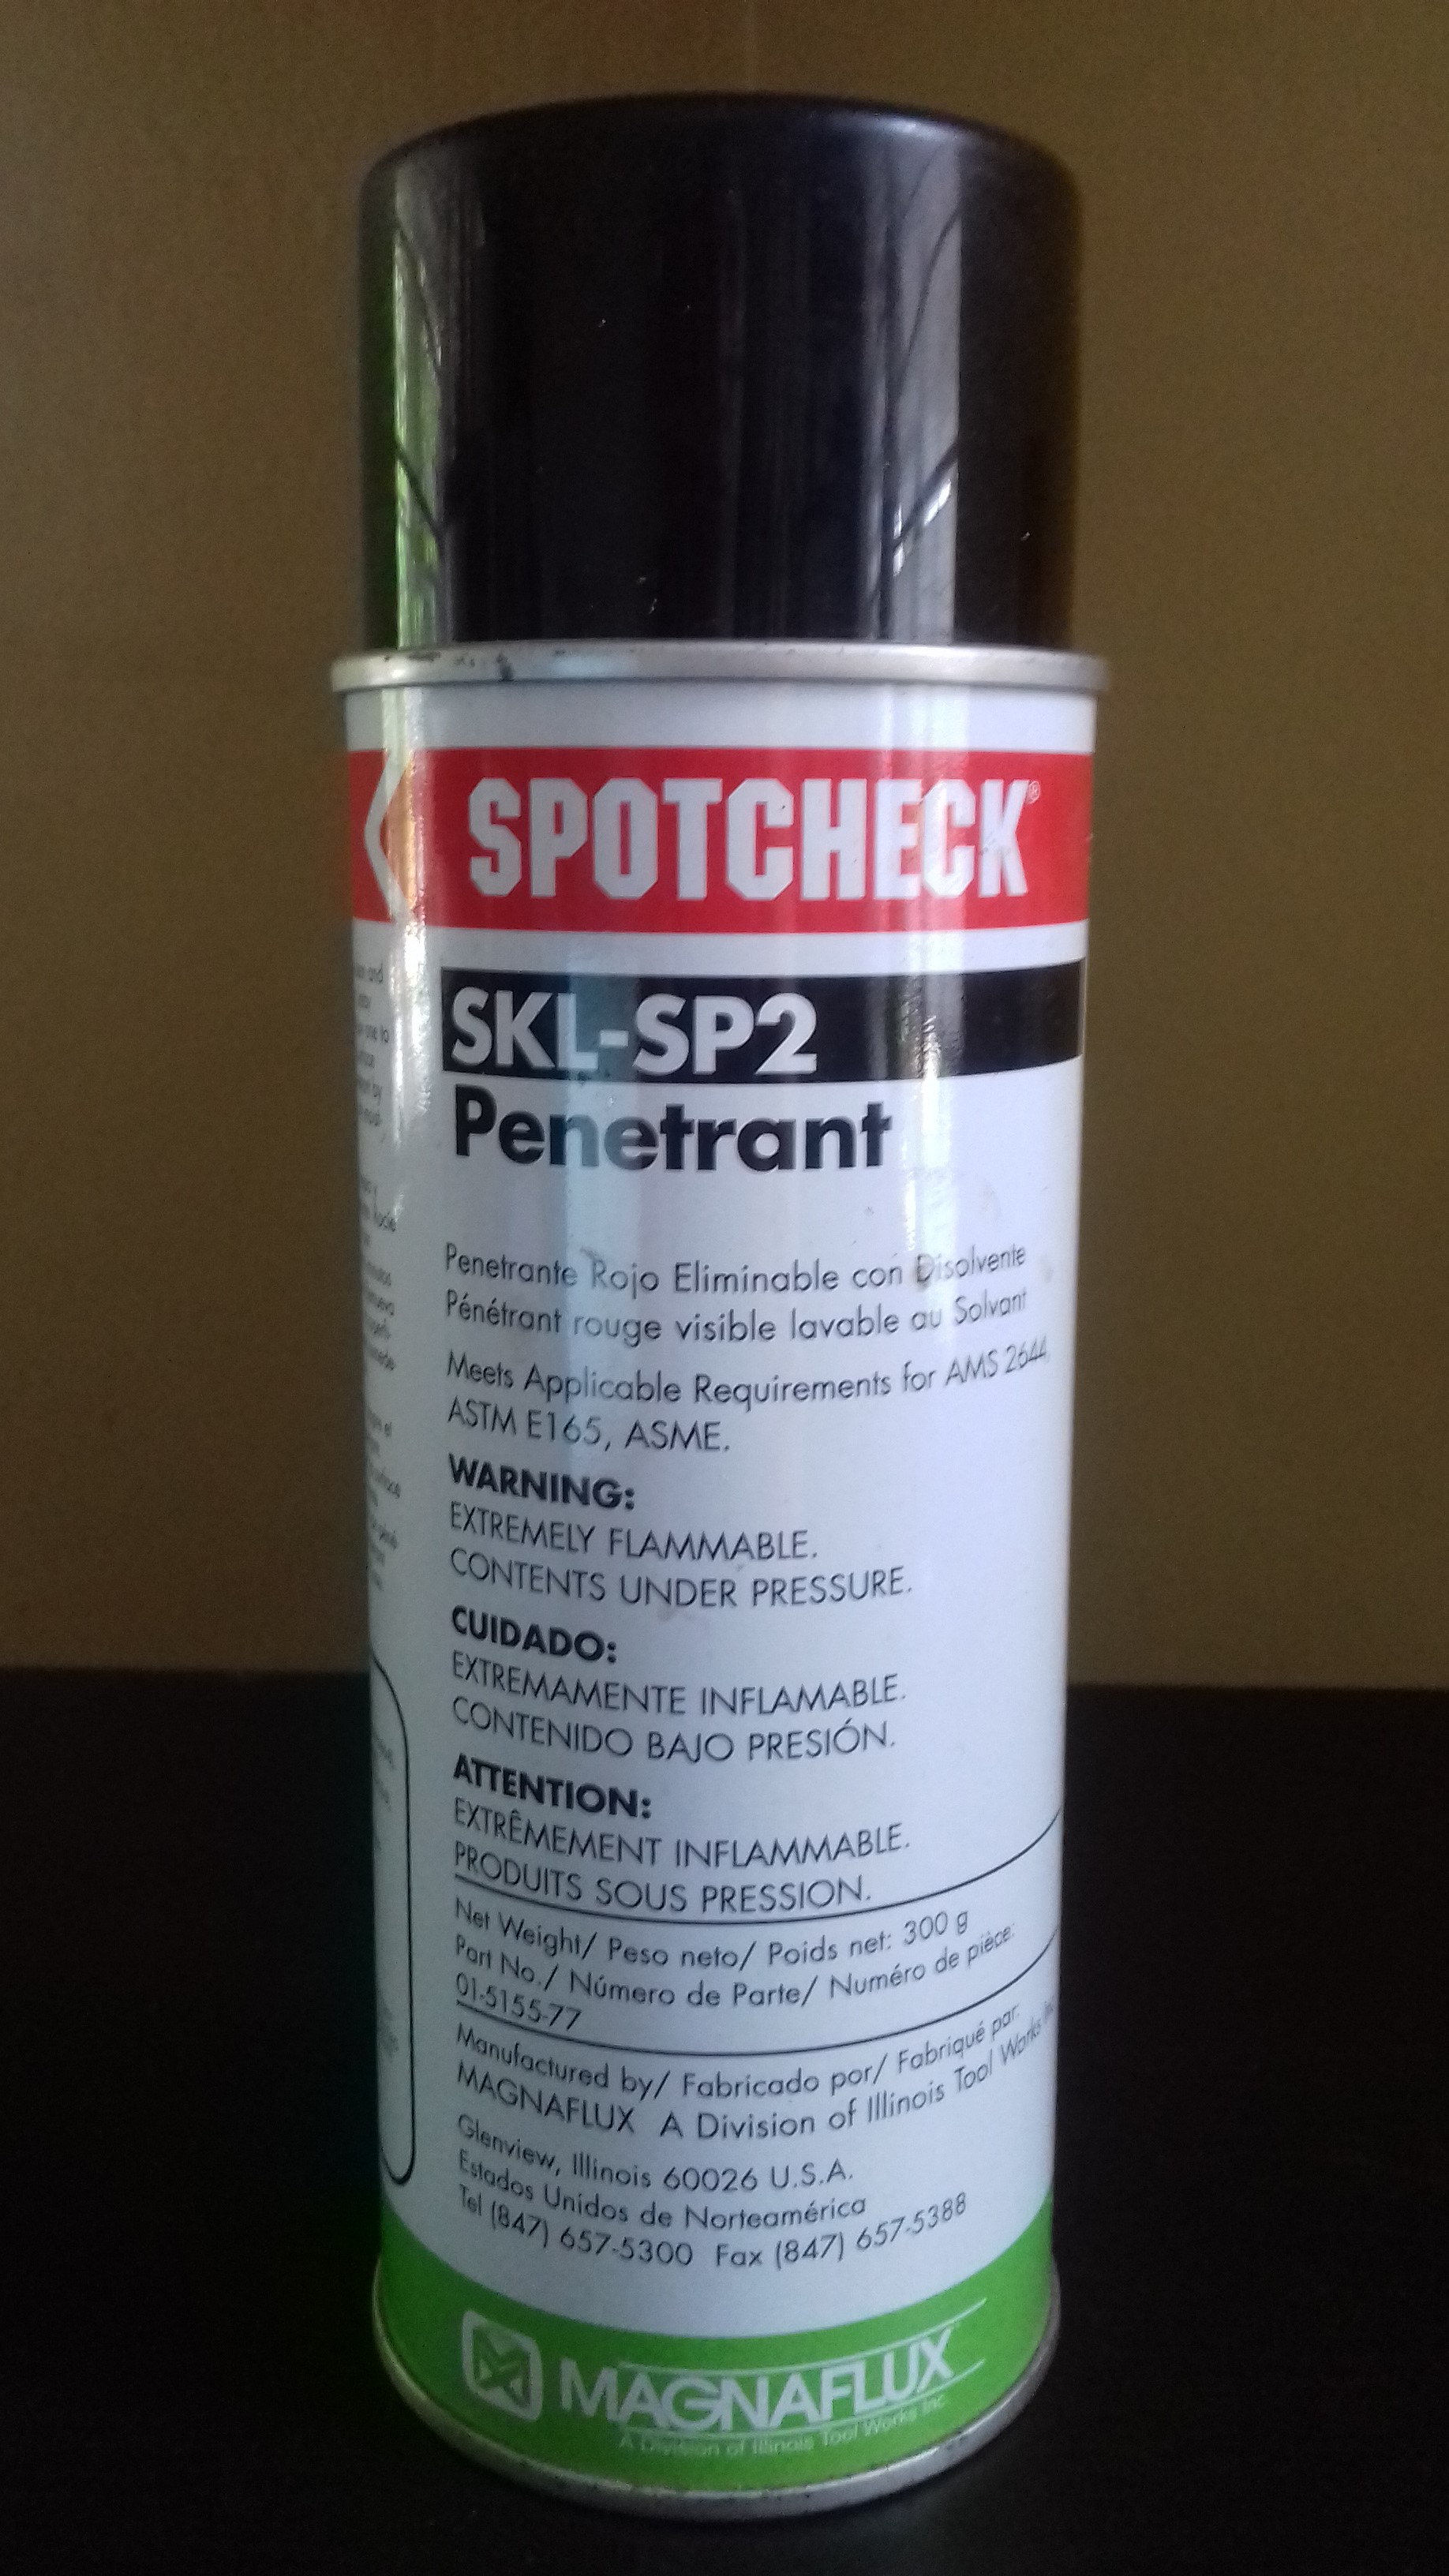 SPOTCHECK®
SKL-SP2
Penetrant
Penetrante Rojo Eliminable con Disolvente
Pénétrant rouge visible lavable au Solvant
Meets Applicable Requirements for AMS 2644,
ASTM E165, ASME.
WARNING:
EXTREMELY FLAMMABLE.
CONTENTS UNDER PRESSURE.
CUIDADO:
EXTREMAMENTE INFLAMABLE.
CONTENIDO BAJO PRESIÓN.
ATTENTION:
EXTRÊMEMENT INFLAMMABLE.
PRODUITS SOUS PRESSION.
Net Weight/ Peso neto/ Poids net: 300 g
Part No./ Número de Parte/ Numéro de pièce:
01-5155-77
Manufactured by/ Fabricado por/ Fabriqué par:
MAGNAFLUX A Division of Illinois Tool Works
Glenview, Illinois 60026 U.S.A.
Estados Unidos de Norteamérica
Tel (847) 657-5300 Fax (847) 657-5388
MAGNAFLUX
A Division of Illinois Tool Works Inc